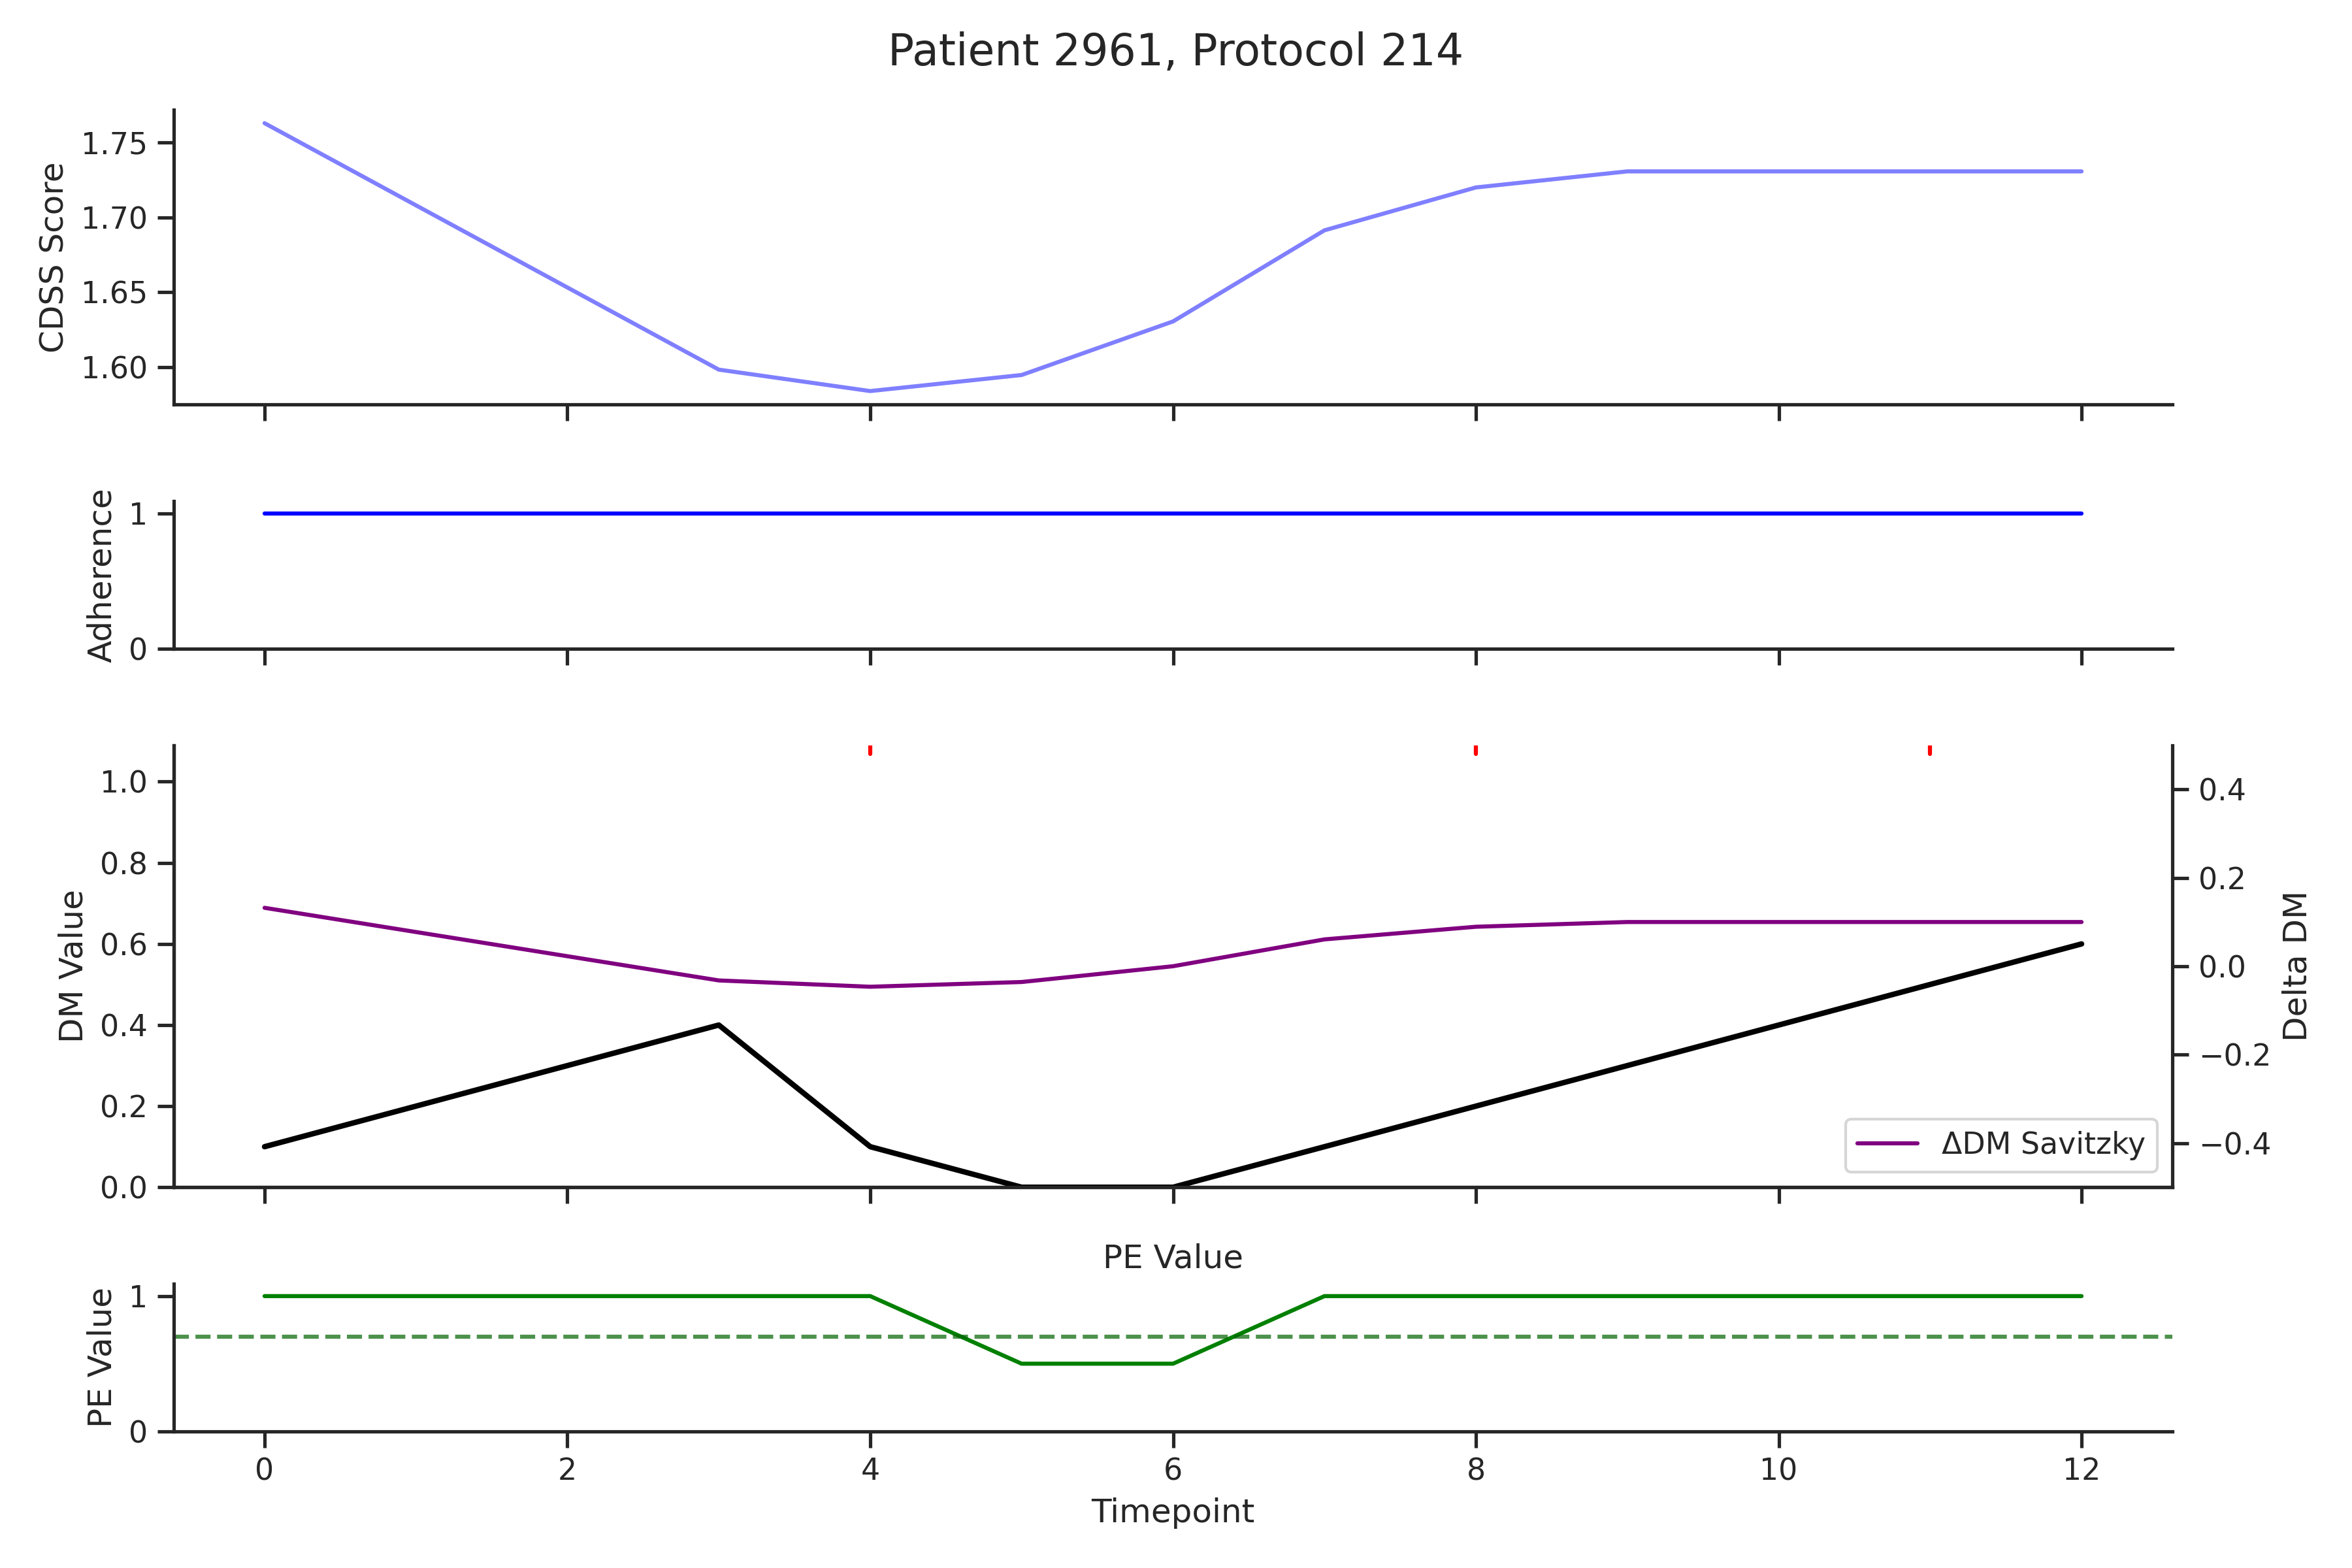 Patient 2961, Protocol 214
CDSS Score
1.75
1.70
1.65
1.60
Adherence
1
0
DM Value
1.0
0.8
0.6
0.4
0.2
0.0
0.4
0.2
0.0
−0.2
−0.4
Delta DM
ΔDM Savitzky
PE Value
PE Value
1
0
0 2 4 6 8 10 12
Timepoint